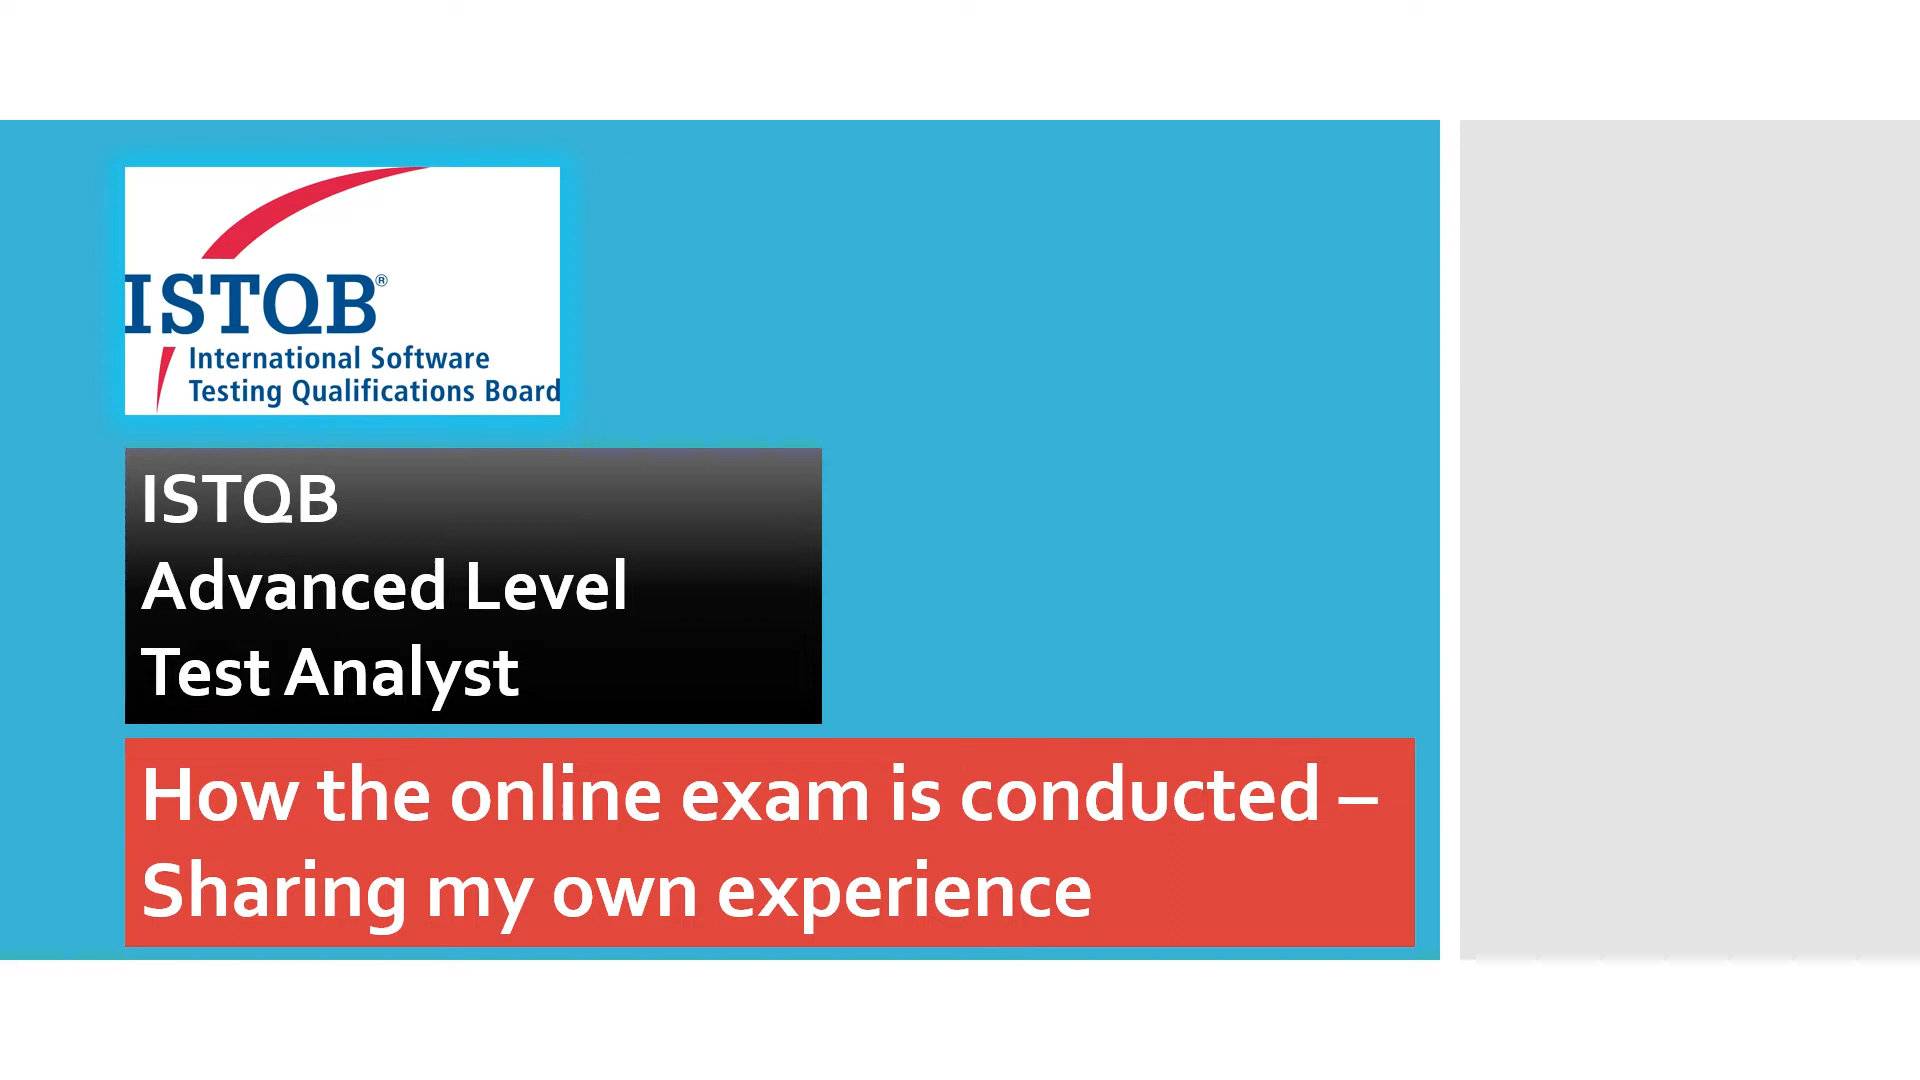 ISTQB®
International Software
Testing Qualifications Board
ISTQB
Advanced Level
Test Analyst
How the online exam is conducted –
Sharing my own experience